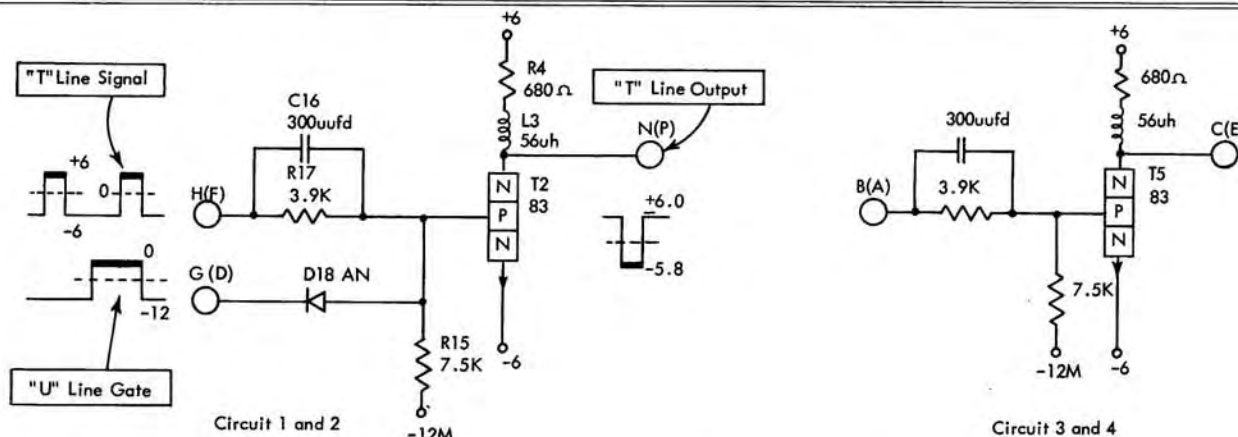 "T" Line Signal
+6
0
-6
0
-12
"U" Line Gate
H(F)
G (D)
C16
300uufd
R17
3.9K
D18 AN
R15
7.5K
-12M
+6
R4
680Ω
L3
56uh
N
P
N
T2
83
-6
"T" Line Output
N(P)
+6.0
-5.8
Circuit 1 and 2
B(A)
300uufd
3.9K
7.5K
-12M
+6
680Ω
56uh
N
P
N
T5
83
-6
C(E
Circuit 3 and 4